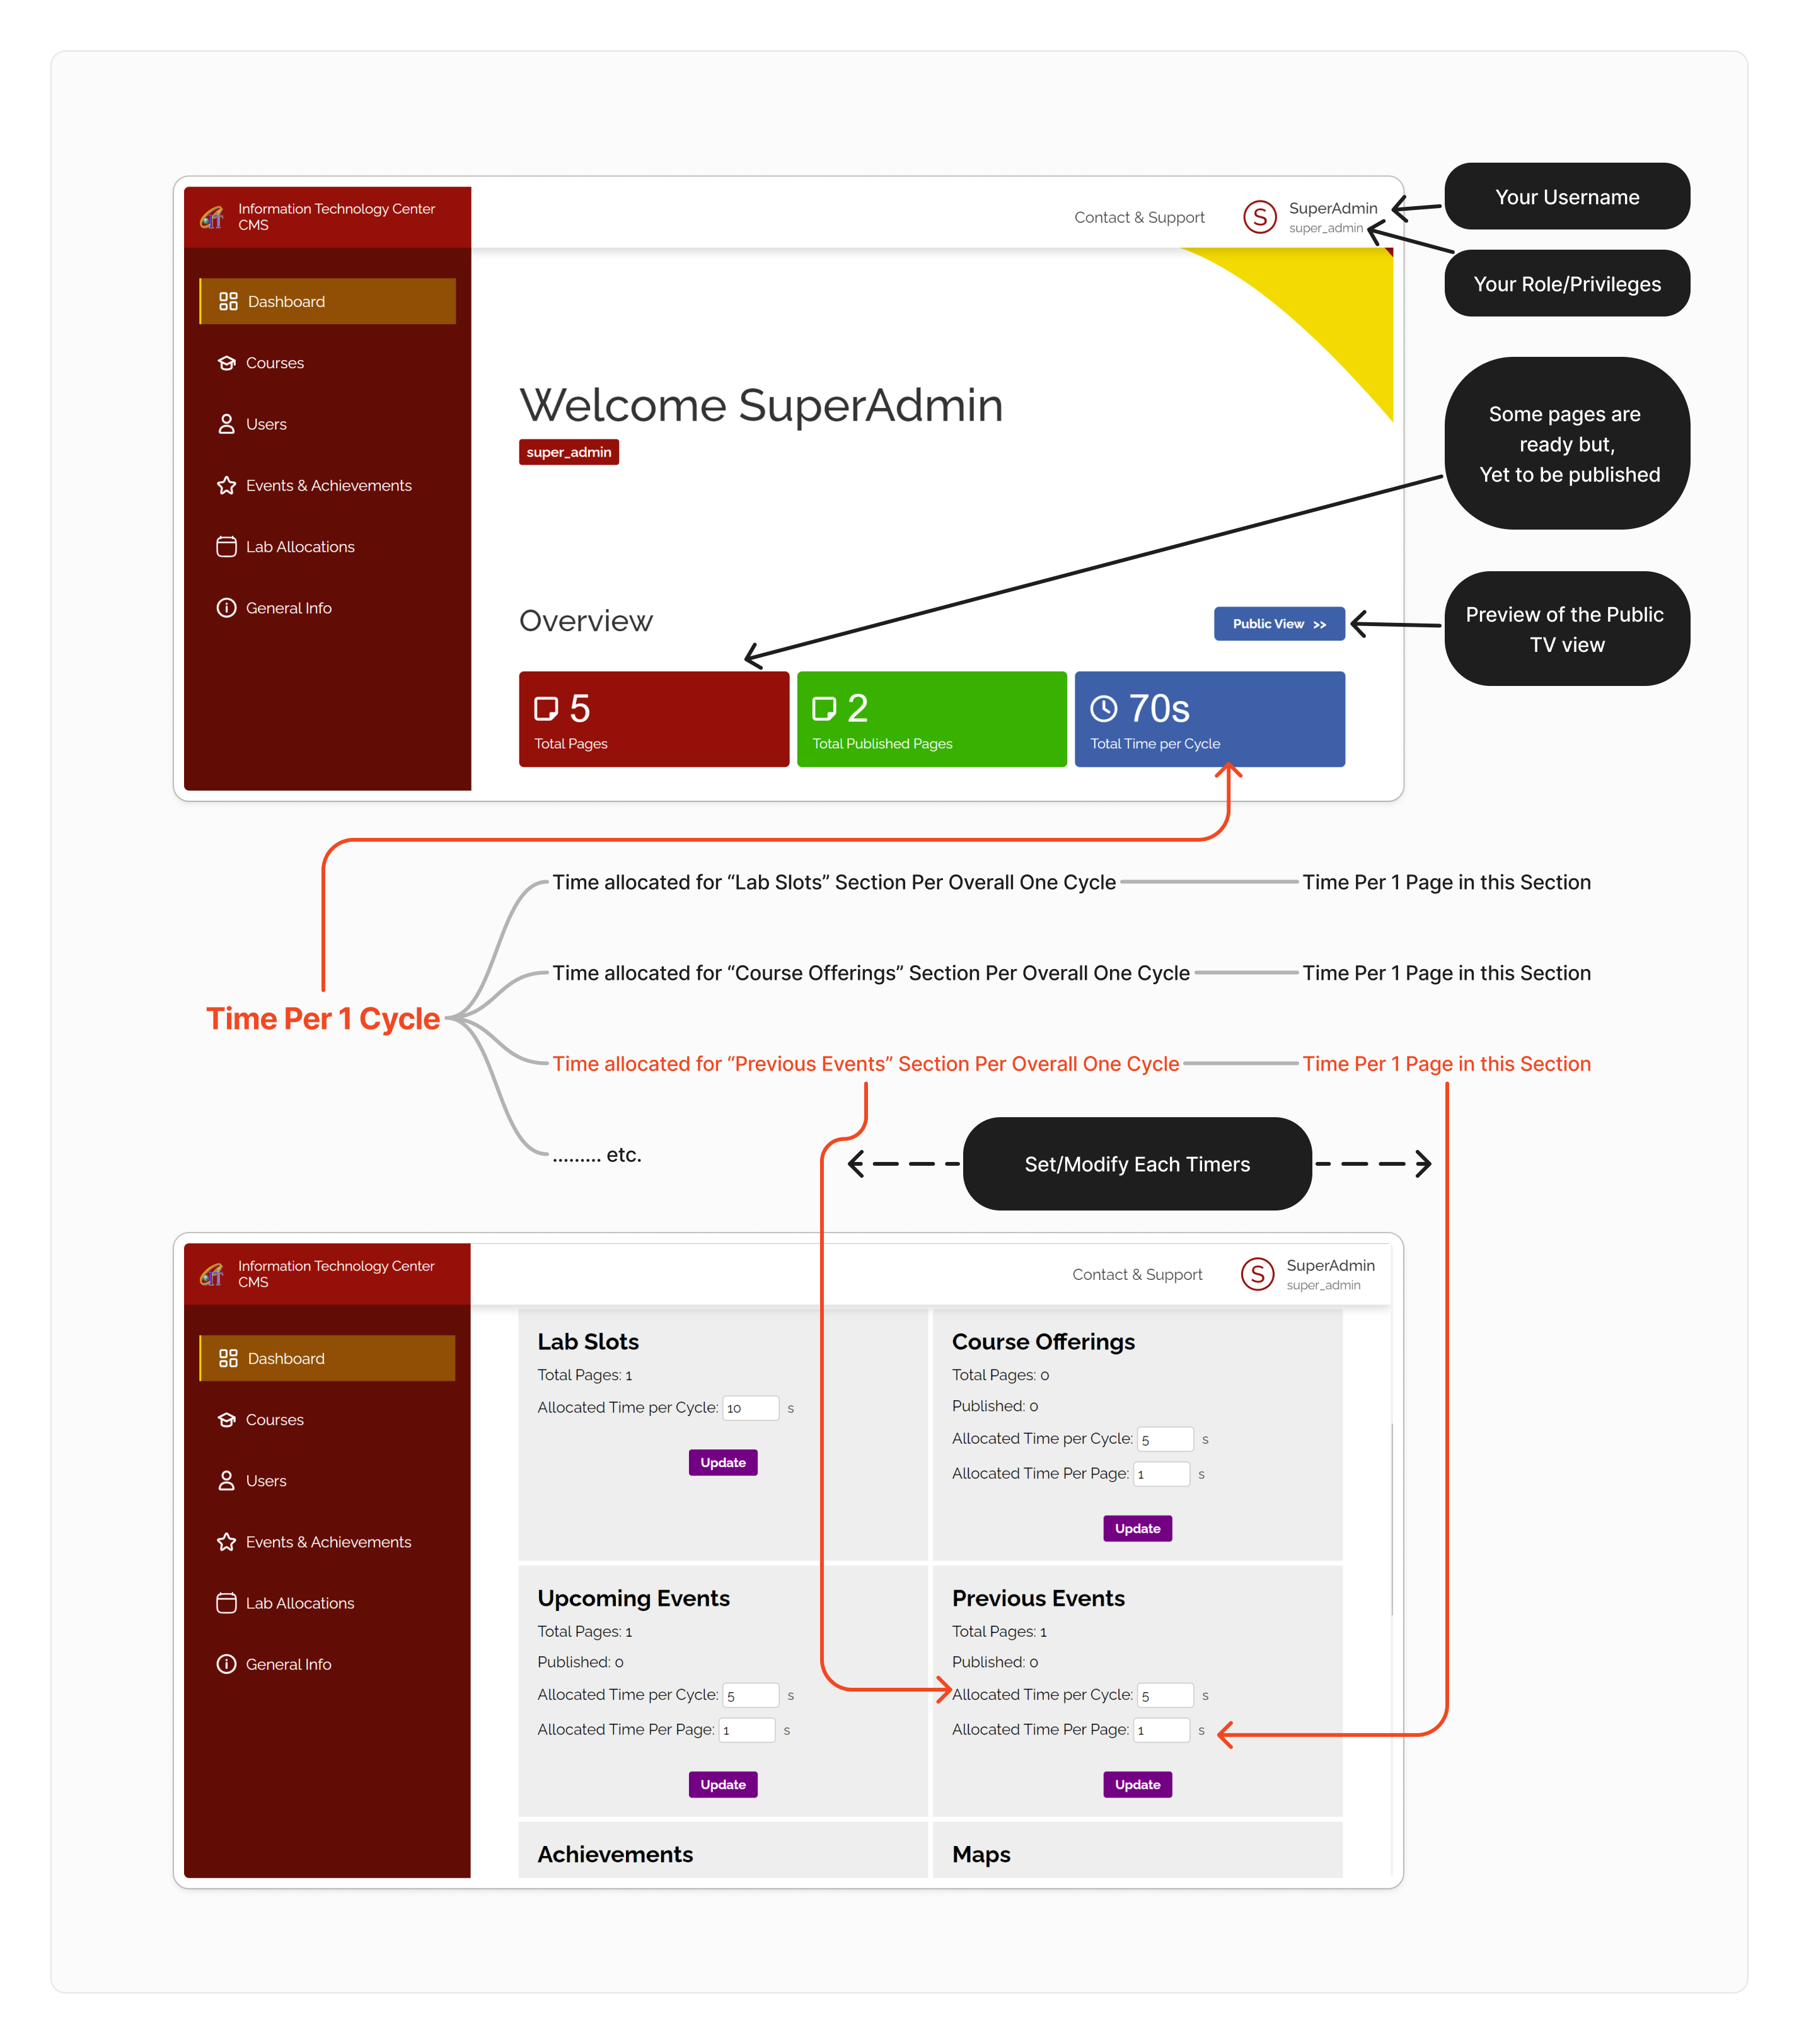 Information Technology Center
CMS
Contact & Support
S
SuperAdmin
super_admin
Your Username
Your Role/Privileges
Dashboard
Courses
Users
Events & Achievements
Lab Allocations
General Info
Welcome SuperAdmin
super_admin
Some pages are
ready but,
Yet to be published
Overview
Public View >>
Preview of the Public
TV view
5
Total Pages
2
Total Published Pages
70s
Total Time per Cycle
Time allocated for “Lab Slots” Section Per Overall One Cycle
Time Per 1 Page in this Section
Time allocated for “Course Offerings” Section Per Overall One Cycle
Time Per 1 Page in this Section
Time Per 1 Cycle
Time allocated for “Previous Events” Section Per Overall One Cycle
Time Per 1 Page in this Section
......... etc.
Set/Modify Each Timers
Information Technology Center
CMS
Contact & Support
S
SuperAdmin
super_admin
Dashboard
Courses
Users
Events & Achievements
Lab Allocations
General Info
Lab Slots
Total Pages: 1
Allocated Time per Cycle: 10 s
Update
Course Offerings
Total Pages: 0
Published: 0
Allocated Time per Cycle: 5 s
Allocated Time Per Page: 1 s
Update
Upcoming Events
Total Pages: 1
Published: 0
Allocated Time per Cycle: 5 s
Allocated Time Per Page: 1 s
Update
Previous Events
Total Pages: 1
Published: 0
Allocated Time per Cycle: 5 s
Allocated Time Per Page: 1 s
Update
Achievements
Maps